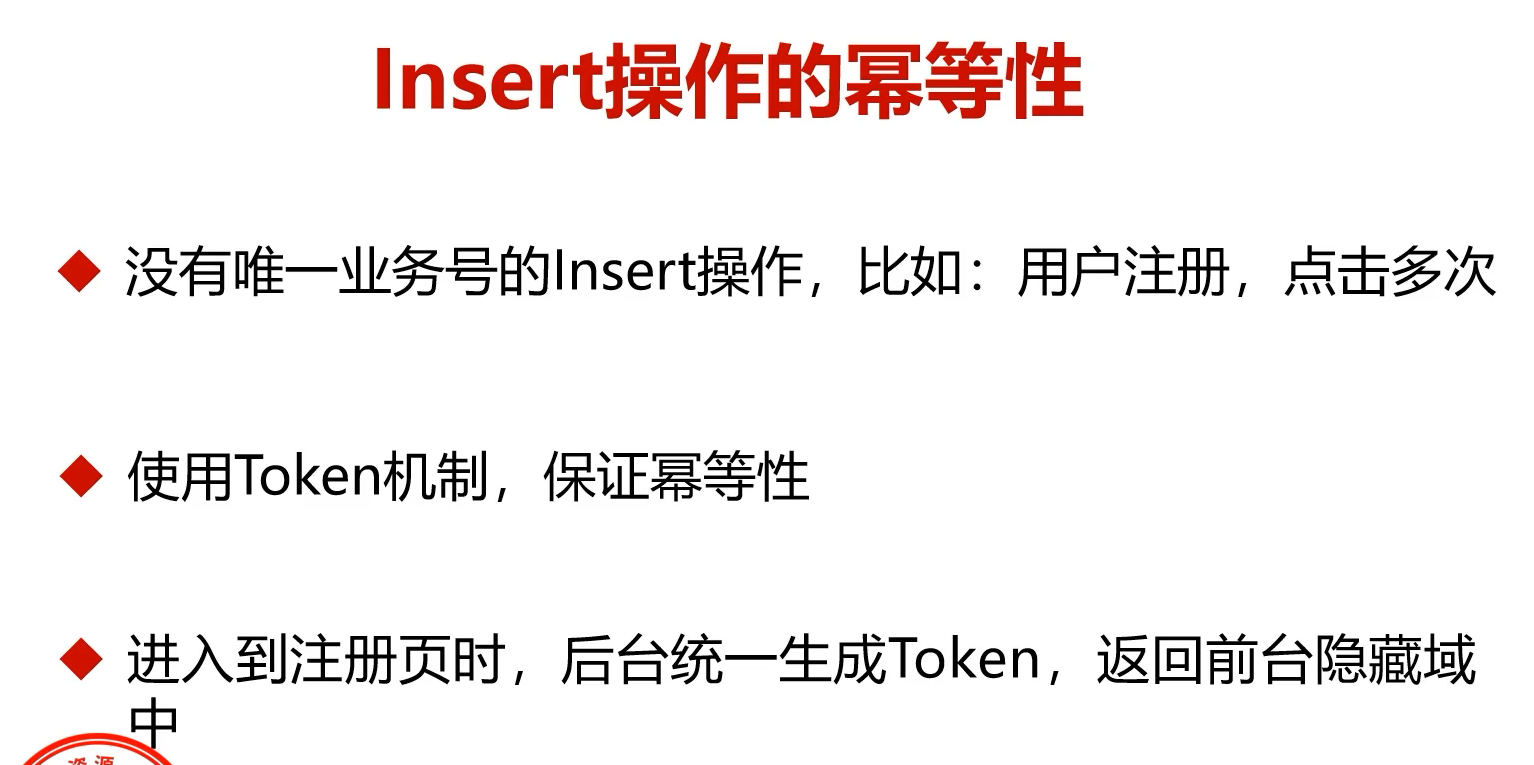 Insert操作的幂等性
没有唯一业务号的Insert操作，比如：用户注册，点击多次
使用Token机制，保证幂等性
进入到注册页时，后台统一生成Token，返回前台隐藏域
中
资源